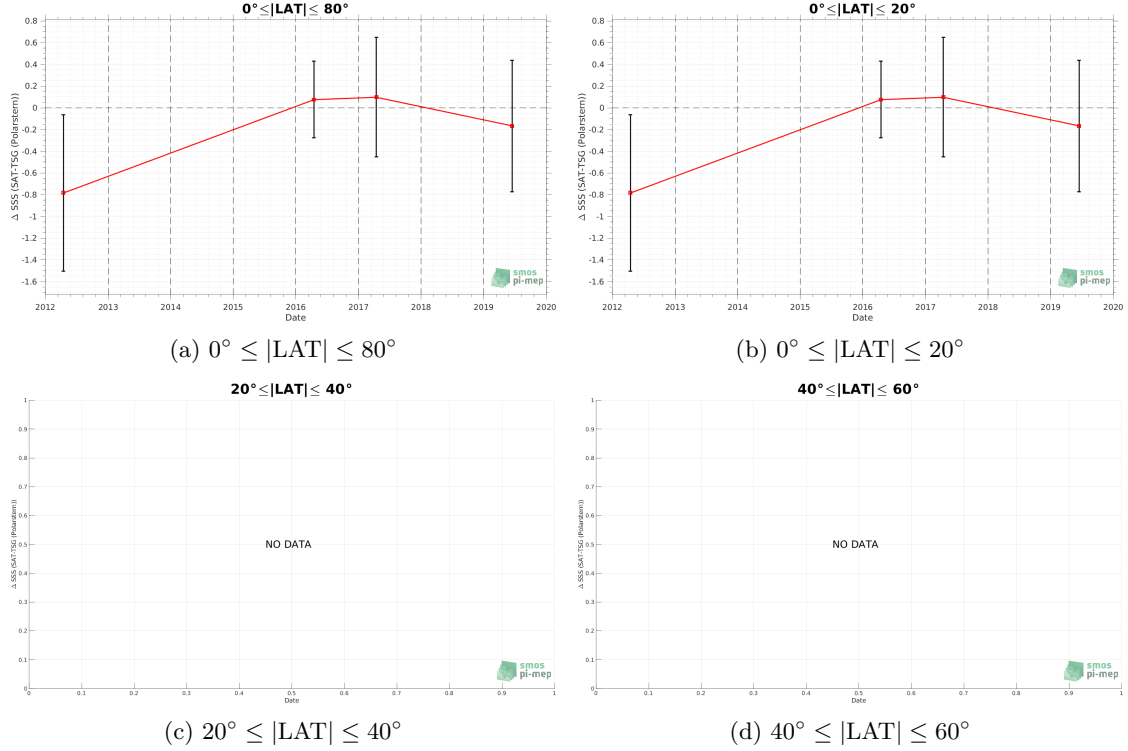 0°≤|LAT|≤ 80°
Δ SSS (SAT-TSG (Polarstern))
0.8
0.6
0.4
0.2
0
-0.2
-0.4
-0.6
-0.8
-1
-1.2
-1.4
-1.6
smos
pi-mep
2012 2013 2014 2015 2016 2017 2018 2019 2020
Date
(a) 0° ≤ |LAT| ≤ 80°
0°≤|LAT|≤ 20°
Δ SSS (SAT-TSG (Polarstern))
0.8
0.6
0.4
0.2
0
-0.2
-0.4
-0.6
-0.8
-1
-1.2
-1.4
-1.6
smos
pi-mep
2012 2013 2014 2015 2016 2017 2018 2019 2020
Date
(b) 0° ≤ |LAT| ≤ 20°
20°≤|LAT|≤ 40°
Δ SSS (SAT-TSG (Polarstern))
1
0.9
0.8
0.7
0.6
0.5
0.4
0.3
0.2
0.1
0
NO DATA
smos
pi-mep
0 0.1 0.2 0.3 0.4 0.5 0.6 0.7 0.8 0.9 1
Date
(c) 20° ≤ |LAT| ≤ 40°
40°≤|LAT|≤ 60°
Δ SSS (SAT-TSG (Polarstern))
1
0.9
0.8
0.7
0.6
0.5
0.4
0.3
0.2
0.1
0
NO DATA
smos
pi-mep
0 0.1 0.2 0.3 0.4 0.5 0.6 0.7 0.8 0.9 1
Date
(d) 40° ≤ |LAT| ≤ 60°